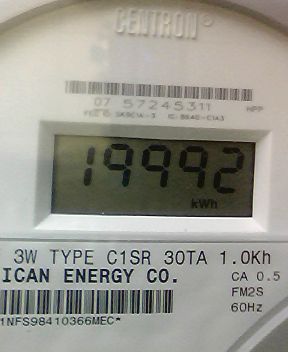 CENTRON®
07 57245311
HPP
19992
kWh
3W TYPE C1SR 30TA 1.0Kh
ICAN ENERGY CO.
CA 0.5
FM2S
60Hz
1NFS98410366MEC*